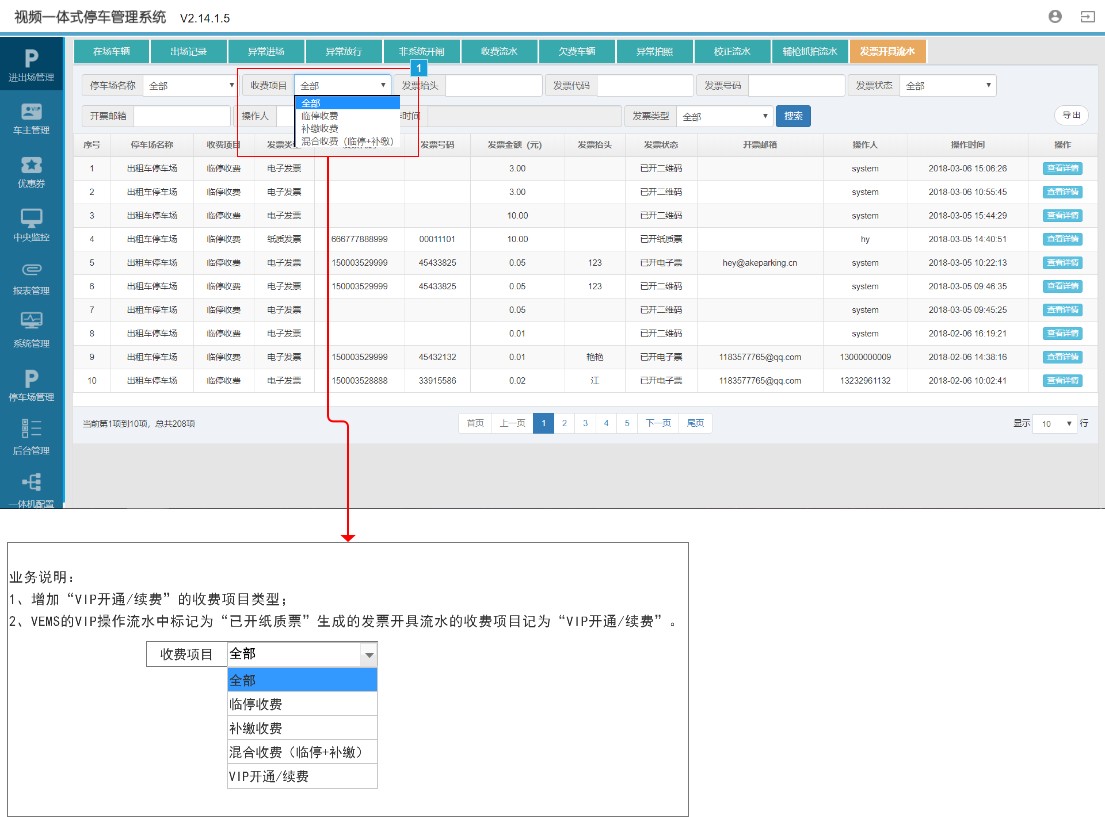 视频一体式停车管理系统 V2.14.1.5
进出场管理
车主管理
优惠券
中央监控
报表管理
系统管理
停车场管理
后台管理
一体机配置
在场车辆 出场记录 异常进场 异常放行 非系统开闸 收费流水 欠费车辆 异常拍照 校正流水 辅枪抓拍流水 发票开具流水
1
停车场名称 全部 收费项目 全部 发票抬头 发票代码 发票号码 发票状态 全部
全部
临停收费
补缴收费
混合收费（临停+补缴）
开票邮箱 操作人 时间 发票类型 全部 搜索 导出
序号 停车场名称 收费项目 发票类 发票号码 发票金额（元） 发票抬头 发票状态 开票邮箱 操作人 操作时间 操作
1 出租车停车场 临停收费 电子发票 3.00 已开二维码 system 2018-03-06 15:06:26 查看详情
2 出租车停车场 临停收费 电子发票 3.00 已开二维码 system 2018-03-06 10:55:45 查看详情
3 出租车停车场 临停收费 电子发票 10.00 已开二维码 system 2018-03-05 15:44:29 查看详情
4 出租车停车场 临停收费 纸质发票 666777888999 00011101 10.00 已开纸质票 hy 2018-03-05 14:40:51 查看详情
5 出租车停车场 临停收费 电子发票 150003529999 45433825 0.05 123 已开电子票 hey@akeparking.cn system 2018-03-05 10:22:13 查看详情
6 出租车停车场 临停收费 电子发票 150003529999 45433825 0.05 123 已开二维码 system 2018-03-05 09:46:35 查看详情
7 出租车停车场 临停收费 电子发票 0.05 已开二维码 system 2018-03-05 09:45:25 查看详情
8 出租车停车场 临停收费 电子发票 0.01 已开二维码 system 2018-02-06 16:19:21 查看详情
9 出租车停车场 临停收费 电子发票 150003529999 45432132 0.01 艳艳 已开电子票 1183577765@qq.com 13000000009 2018-02-06 14:38:16 查看详情
10 出租车停车场 临停收费 电子发票 150003528888 33915586 0.02 江 已开电子票 1183577765@qq.com 13232961132 2018-02-06 10:02:41 查看详情
当前第1项到10项，总共208项 首页 上一页 1 2 3 4 5 下一页 尾页 显示 10 行
业务说明：
1、增加“VIP开通/续费”的收费项目类型；
2、VEMS的VIP操作流水中标记为“已开纸质票”生成的发票开具流水的收费项目记为“VIP开通/续费”。
收费项目 全部
全部
临停收费
补缴收费
混合收费（临停+补缴）
VIP开通/续费